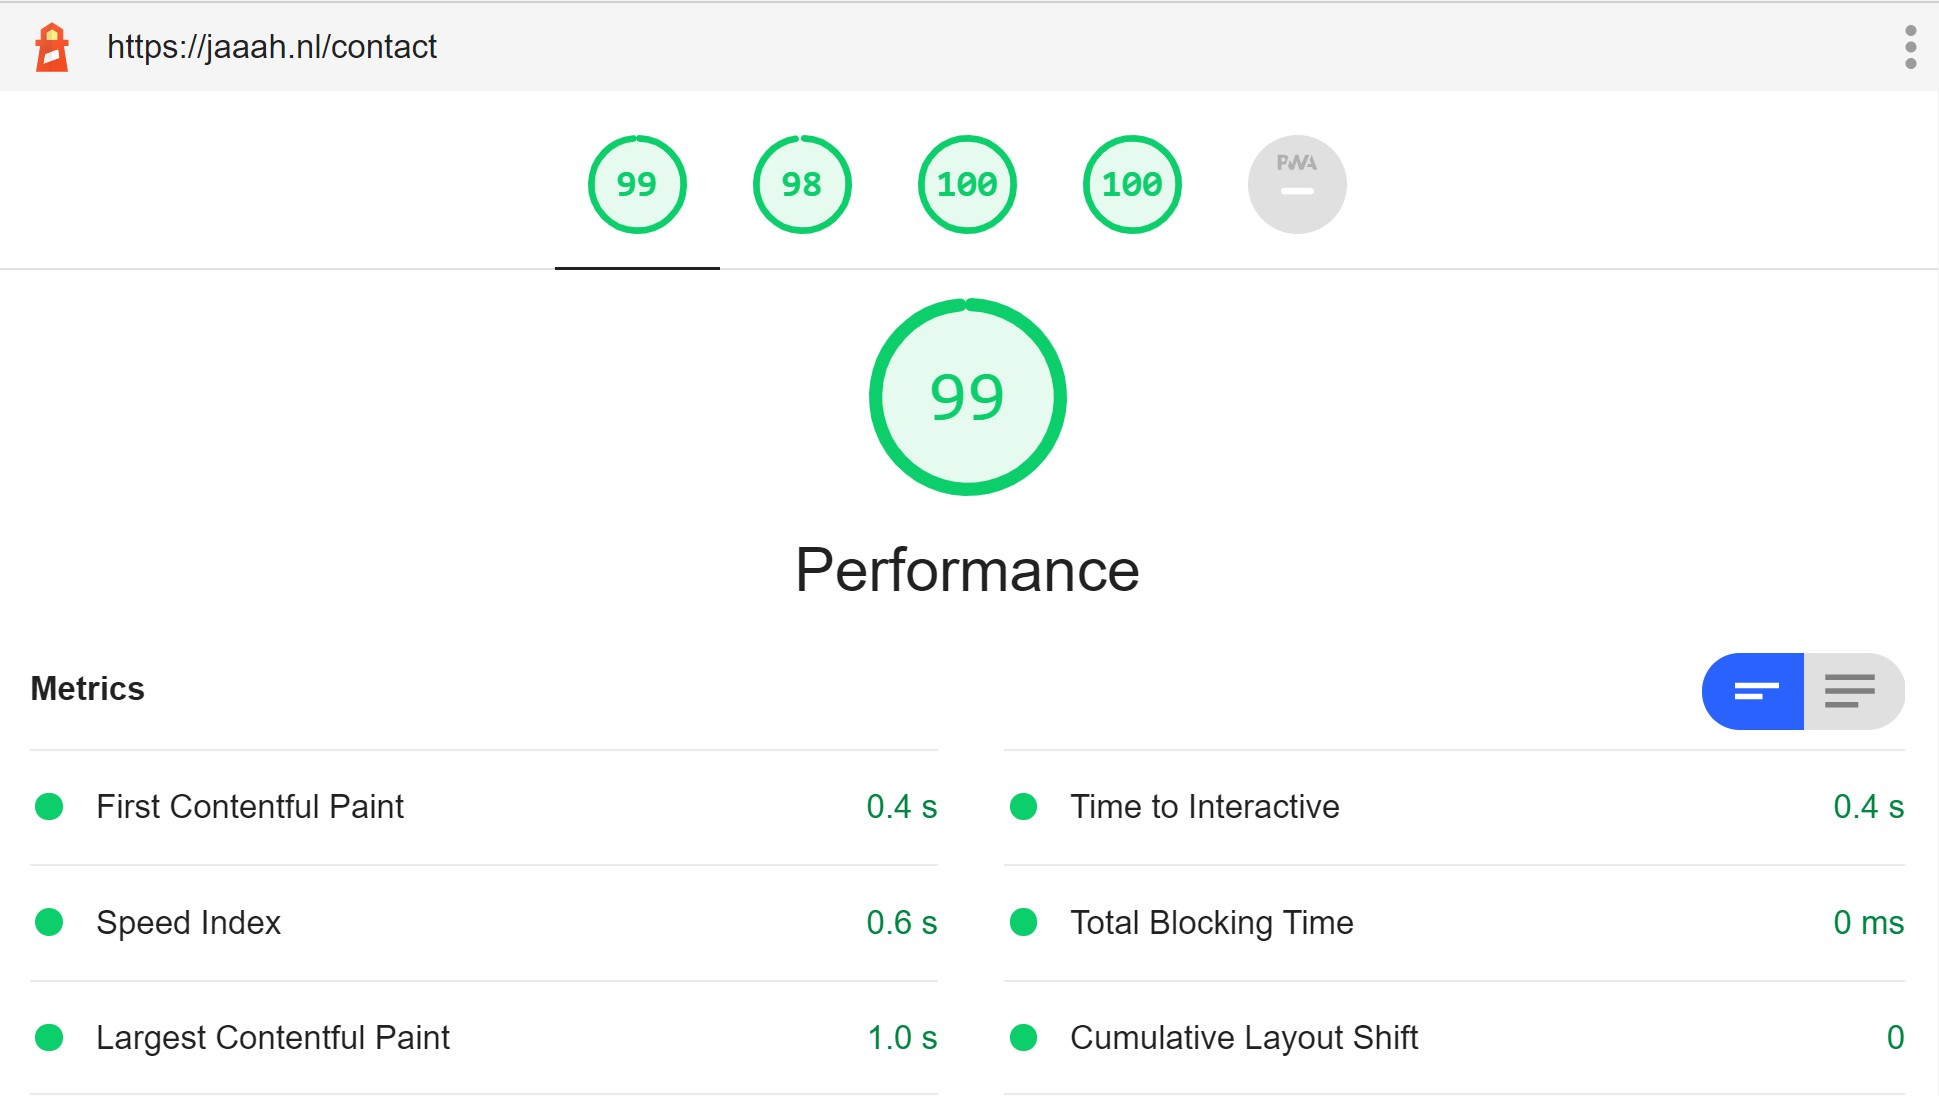 https://jaaah.nl/contact
99 98 100 100 PWA
99
Performance
Metrics
First Contentful Paint 0.4 s Time to Interactive 0.4 s
Speed Index 0.6 s Total Blocking Time 0 ms
Largest Contentful Paint 1.0 s Cumulative Layout Shift 0